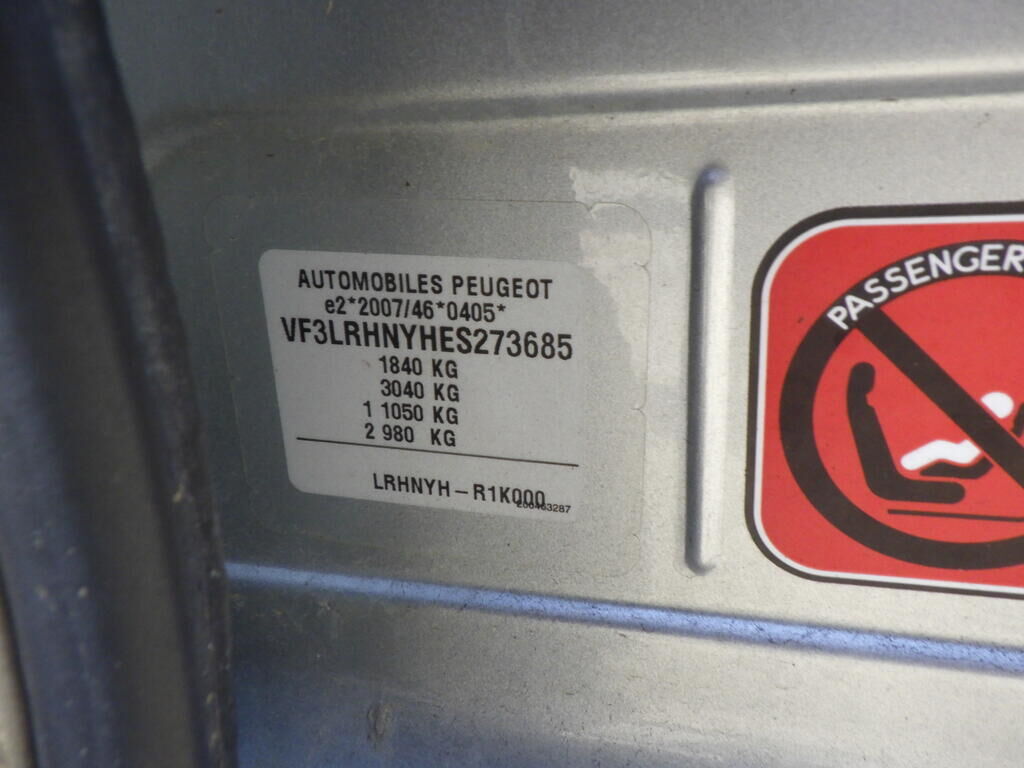 AUTOMOBILES PEUGEOT
e2*2007/46*0405*
VF3LRHNYHES273685
1840 KG
3040 KG
1 1050 KG
2 980 KG
LRHNYH - R1K000
PASSENGER